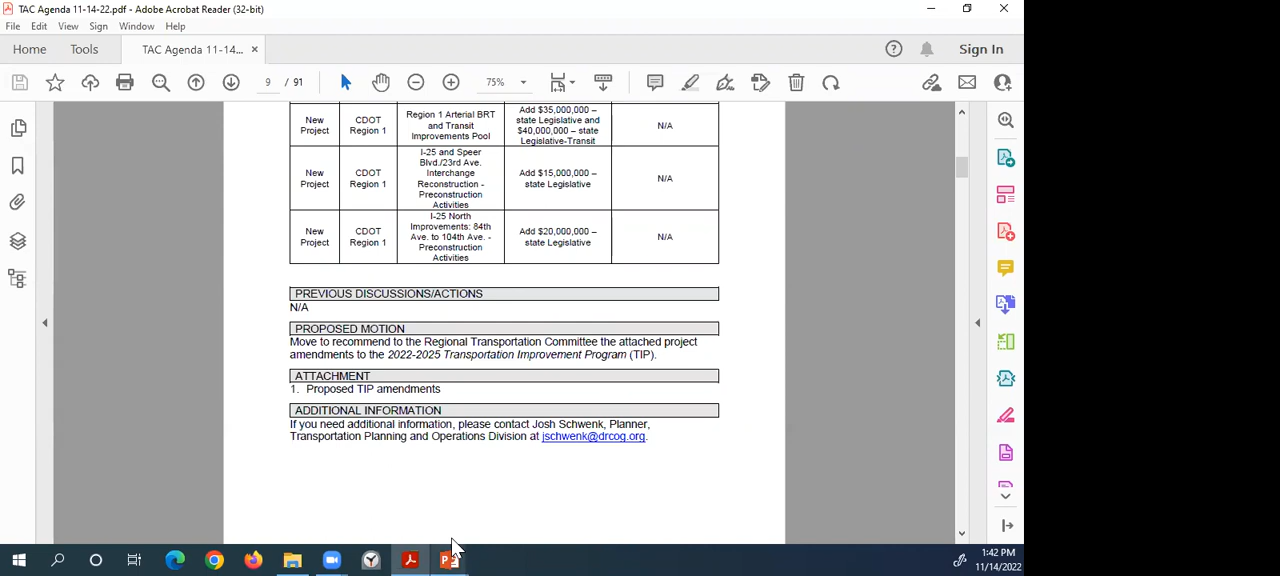 TAC Agenda 11-14-22.pdf - Adobe Acrobat Reader (32-bit)
File Edit View Sign Window Help
Home Tools TAC Agenda 11-14... × Sign In
9 / 91 75%
New Project CDOT Region 1 Region 1 Arterial BRT and Transit Improvements Pool Add $35,000,000 – state Legislative and $40,000,000 – state Legislative-Transit N/A
New Project CDOT Region 1 I-25 and Speer Blvd./23rd Ave. Interchange Reconstruction - Preconstruction Activities Add $15,000,000 – state Legislative N/A
New Project CDOT Region 1 I-25 North Improvements: 84th Ave. to 104th Ave. - Preconstruction Activities Add $20,000,000 – state Legislative N/A
PREVIOUS DISCUSSIONS/ACTIONS
N/A
PROPOSED MOTION
Move to recommend to the Regional Transportation Committee the attached project
amendments to the 2022-2025 Transportation Improvement Program (TIP).
ATTACHMENT
1. Proposed TIP amendments
ADDITIONAL INFORMATION
If you need additional information, please contact Josh Schwenk, Planner,
Transportation Planning and Operations Division at jschwenk@drcog.org.
1:42 PM
11/14/2022